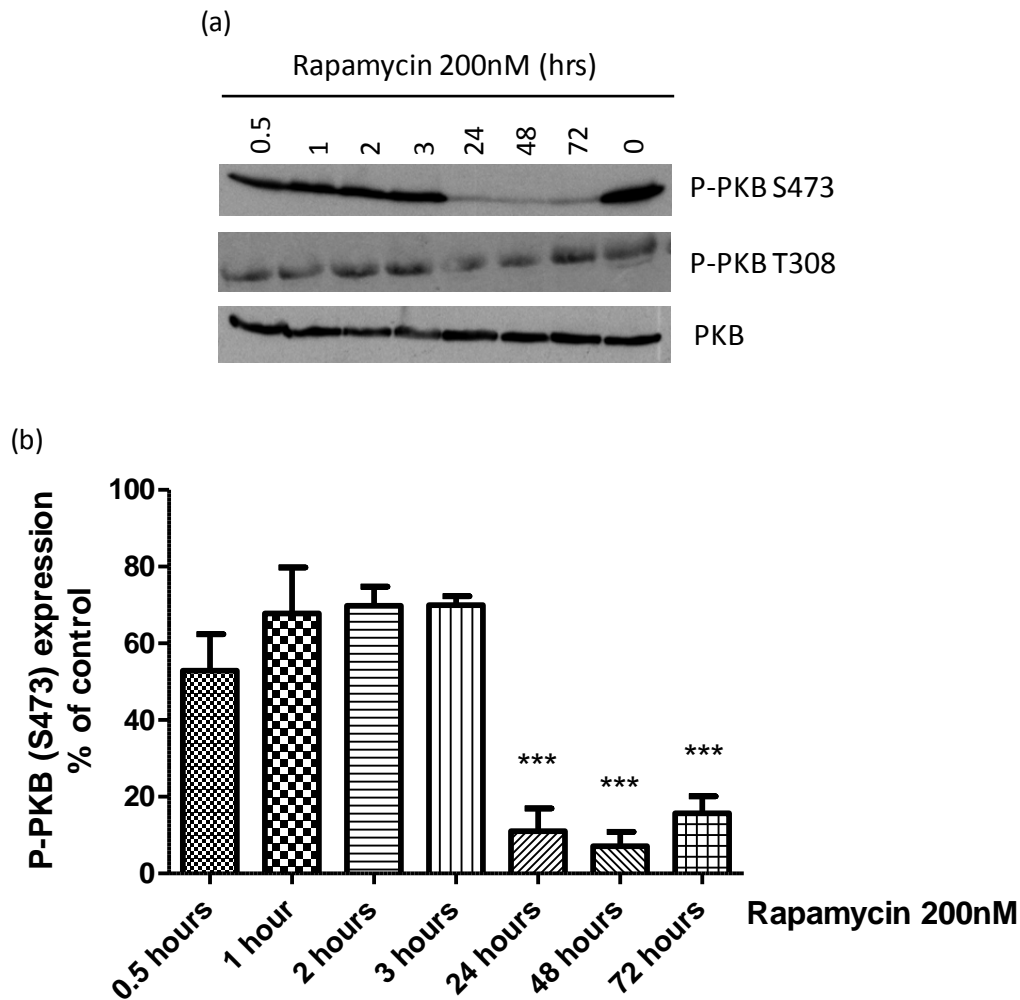 (a)
Rapamycin 200nM (hrs)
0.5 1 2 3 24 48 72 0
P-PKB S473
P-PKB T308
PKB
(b)
P-PKB (S473) expression
% of control
100
80
60
40
20
0
*** *** ***
0.5 hours 1 hour 2 hours 3 hours 24 hours 48 hours 72 hours
Rapamycin 200nM